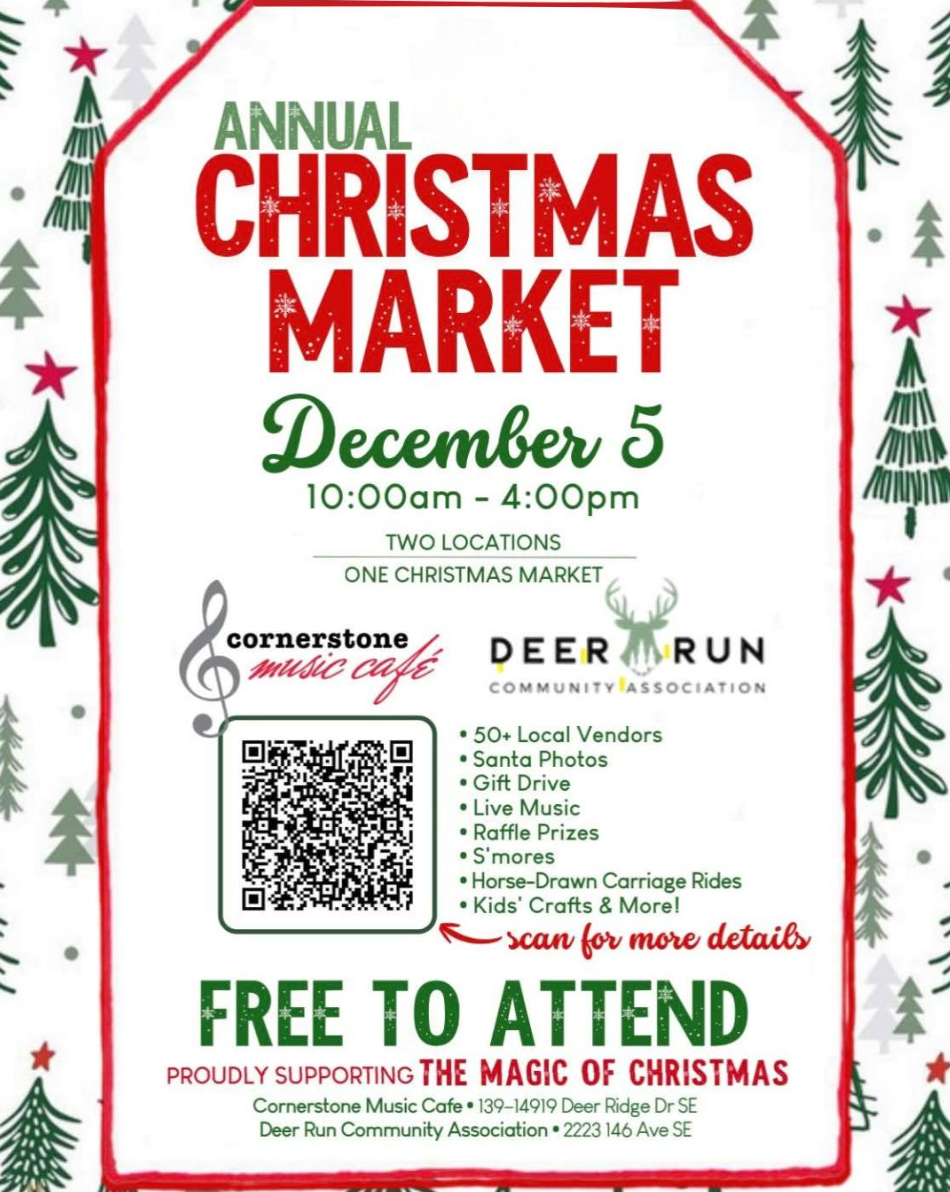 ANNUAL
CHRISTMAS
MARKET
December 5
10:00am - 4:00pm
TWO LOCATIONS
ONE CHRISTMAS MARKET
cornerstone
music café
DEER RUN
COMMUNITY ASSOCIATION
• 50+ Local Vendors
• Santa Photos
• Gift Drive
• Live Music
• Raffle Prizes
• S'mores
• Horse-Drawn Carriage Rides
• Kids' Crafts & More!
scan for more details
FREE TO ATTEND
PROUDLY SUPPORTING THE MAGIC OF CHRISTMAS
Cornerstone Music Cafe • 139-14919 Deer Ridge Dr SE
Deer Run Community Association • 2223 146 Ave SE